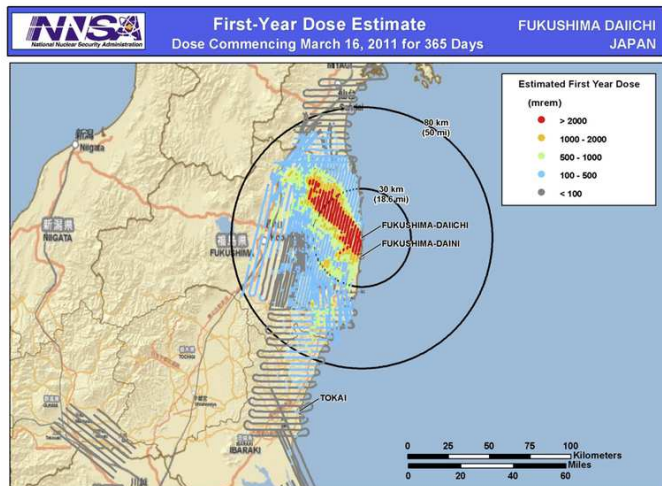 NNSA
National Nuclear Security Administration
First-Year Dose Estimate
Dose Commencing March 16, 2011 for 365 Days
FUKUSHIMA DAIICHI
JAPAN
MIYAGI
Estimated First Year Dose
(mrem)
> 2000
1000 - 2000
500 - 1000
100 - 500
< 100
80 km
(50 mi)
新潟
Niigata
30 km
(18.6 mi)
新潟県
NIIGATA
福島県
FUKUSHIMA
FUKUSHIMA-DAIICHI
FUKUSHIMA-DAINI
TOKAI
IBARAKI
0 25 50 75 100
Kilometers
Miles
0 10 20 30 40 60